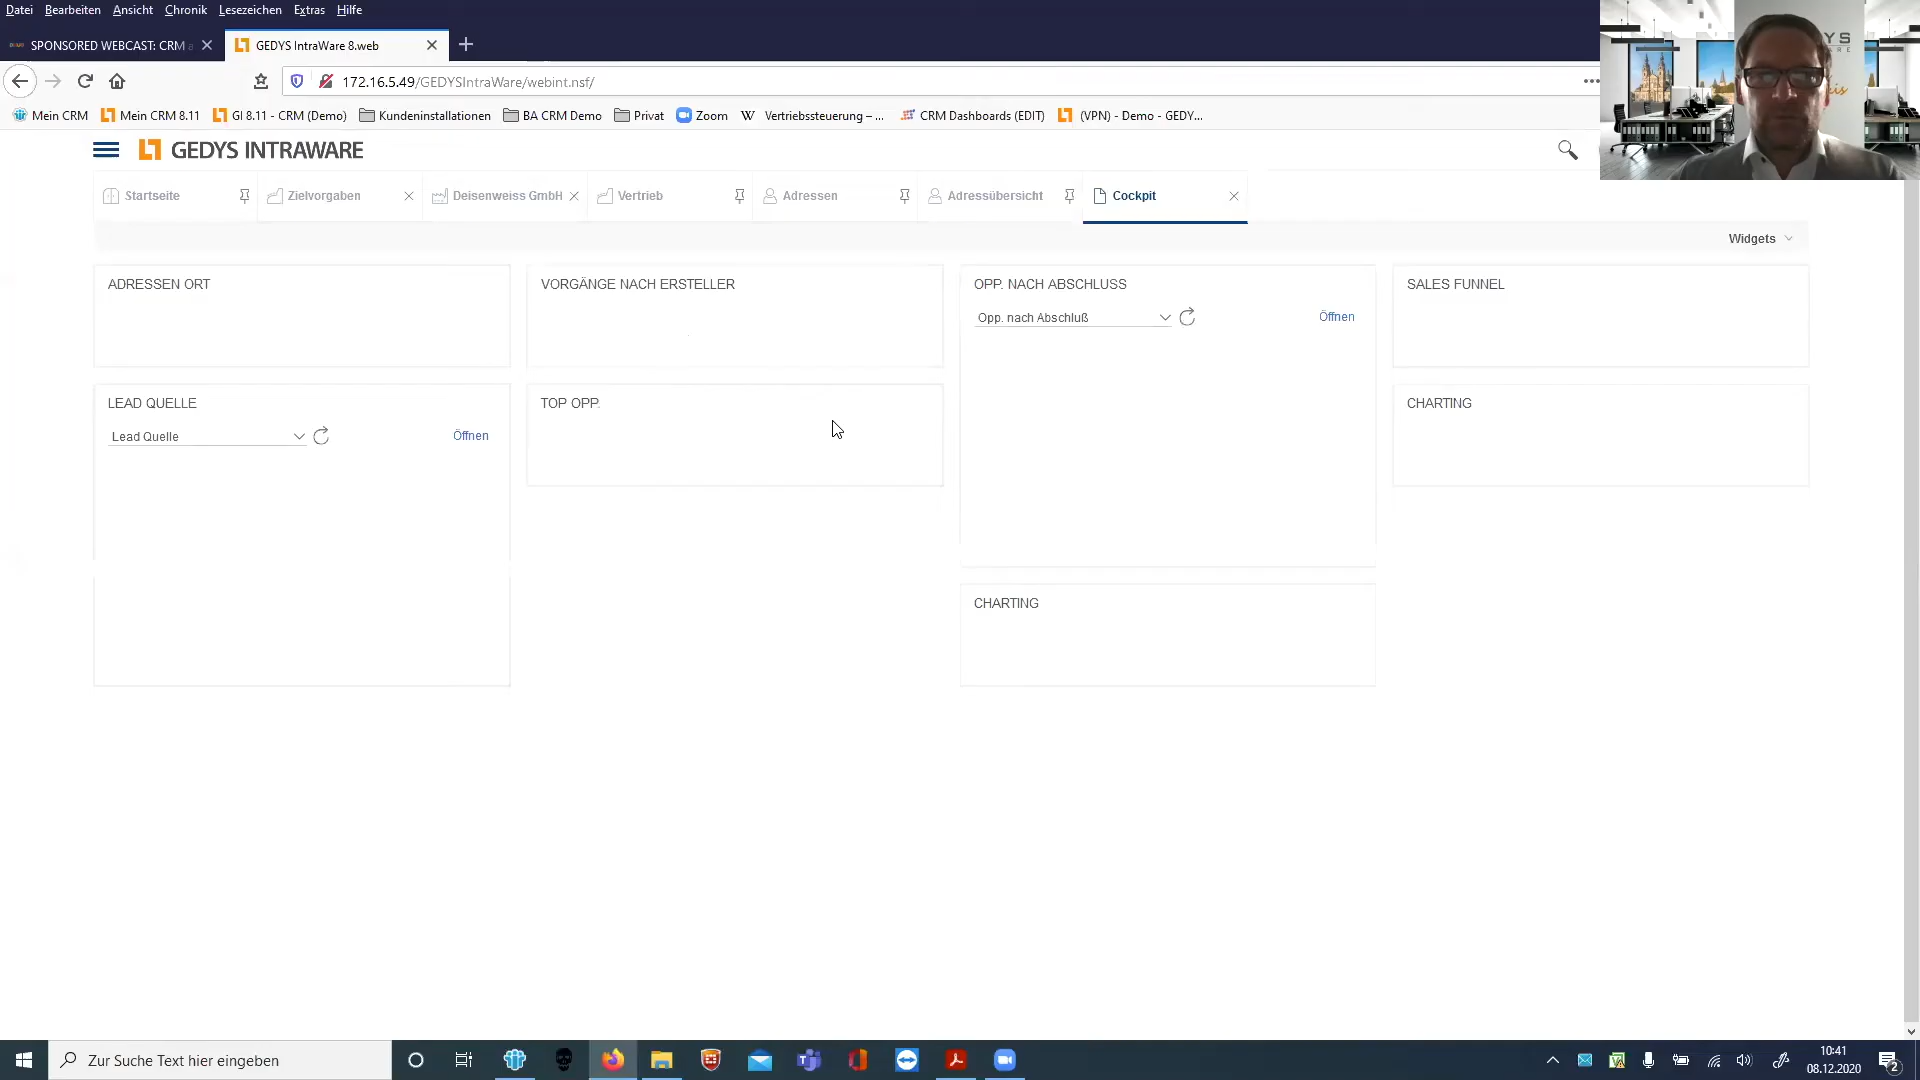 Datei Bearbeiten Ansicht Chronik Lesezeichen Extras Hilfe
SPONSORED WEBCAST: CRM
GEDYS IntraWare 8.web
172.16.5.49/GEDYSIntraWare/webint.nsf/
Mein CRM Mein CRM 8.11 GI 8.11 - CRM (Demo) Kundeninstallationen BA CRM Demo Privat Zoom W Vertriebssteuerung – ... CRM Dashboards (EDIT) (VPN) - Demo - GEDY...
GEDYS INTRAWARE
Startseite Zielvorgaben Deisenweiss GmbH Vertrieb Adressen Adressübersicht Cockpit
Widgets
ADRESSEN ORT
VORGÄNGE NACH ERSTELLER
OPP. NACH ABSCHLUSS
SALES FUNNEL
Opp. nach Abschluß
Öffnen
LEAD QUELLE
TOP OPP.
CHARTING
Lead Quelle
Öffnen
CHARTING
Zur Suche Text hier eingeben
10:41
08.12.2020
2